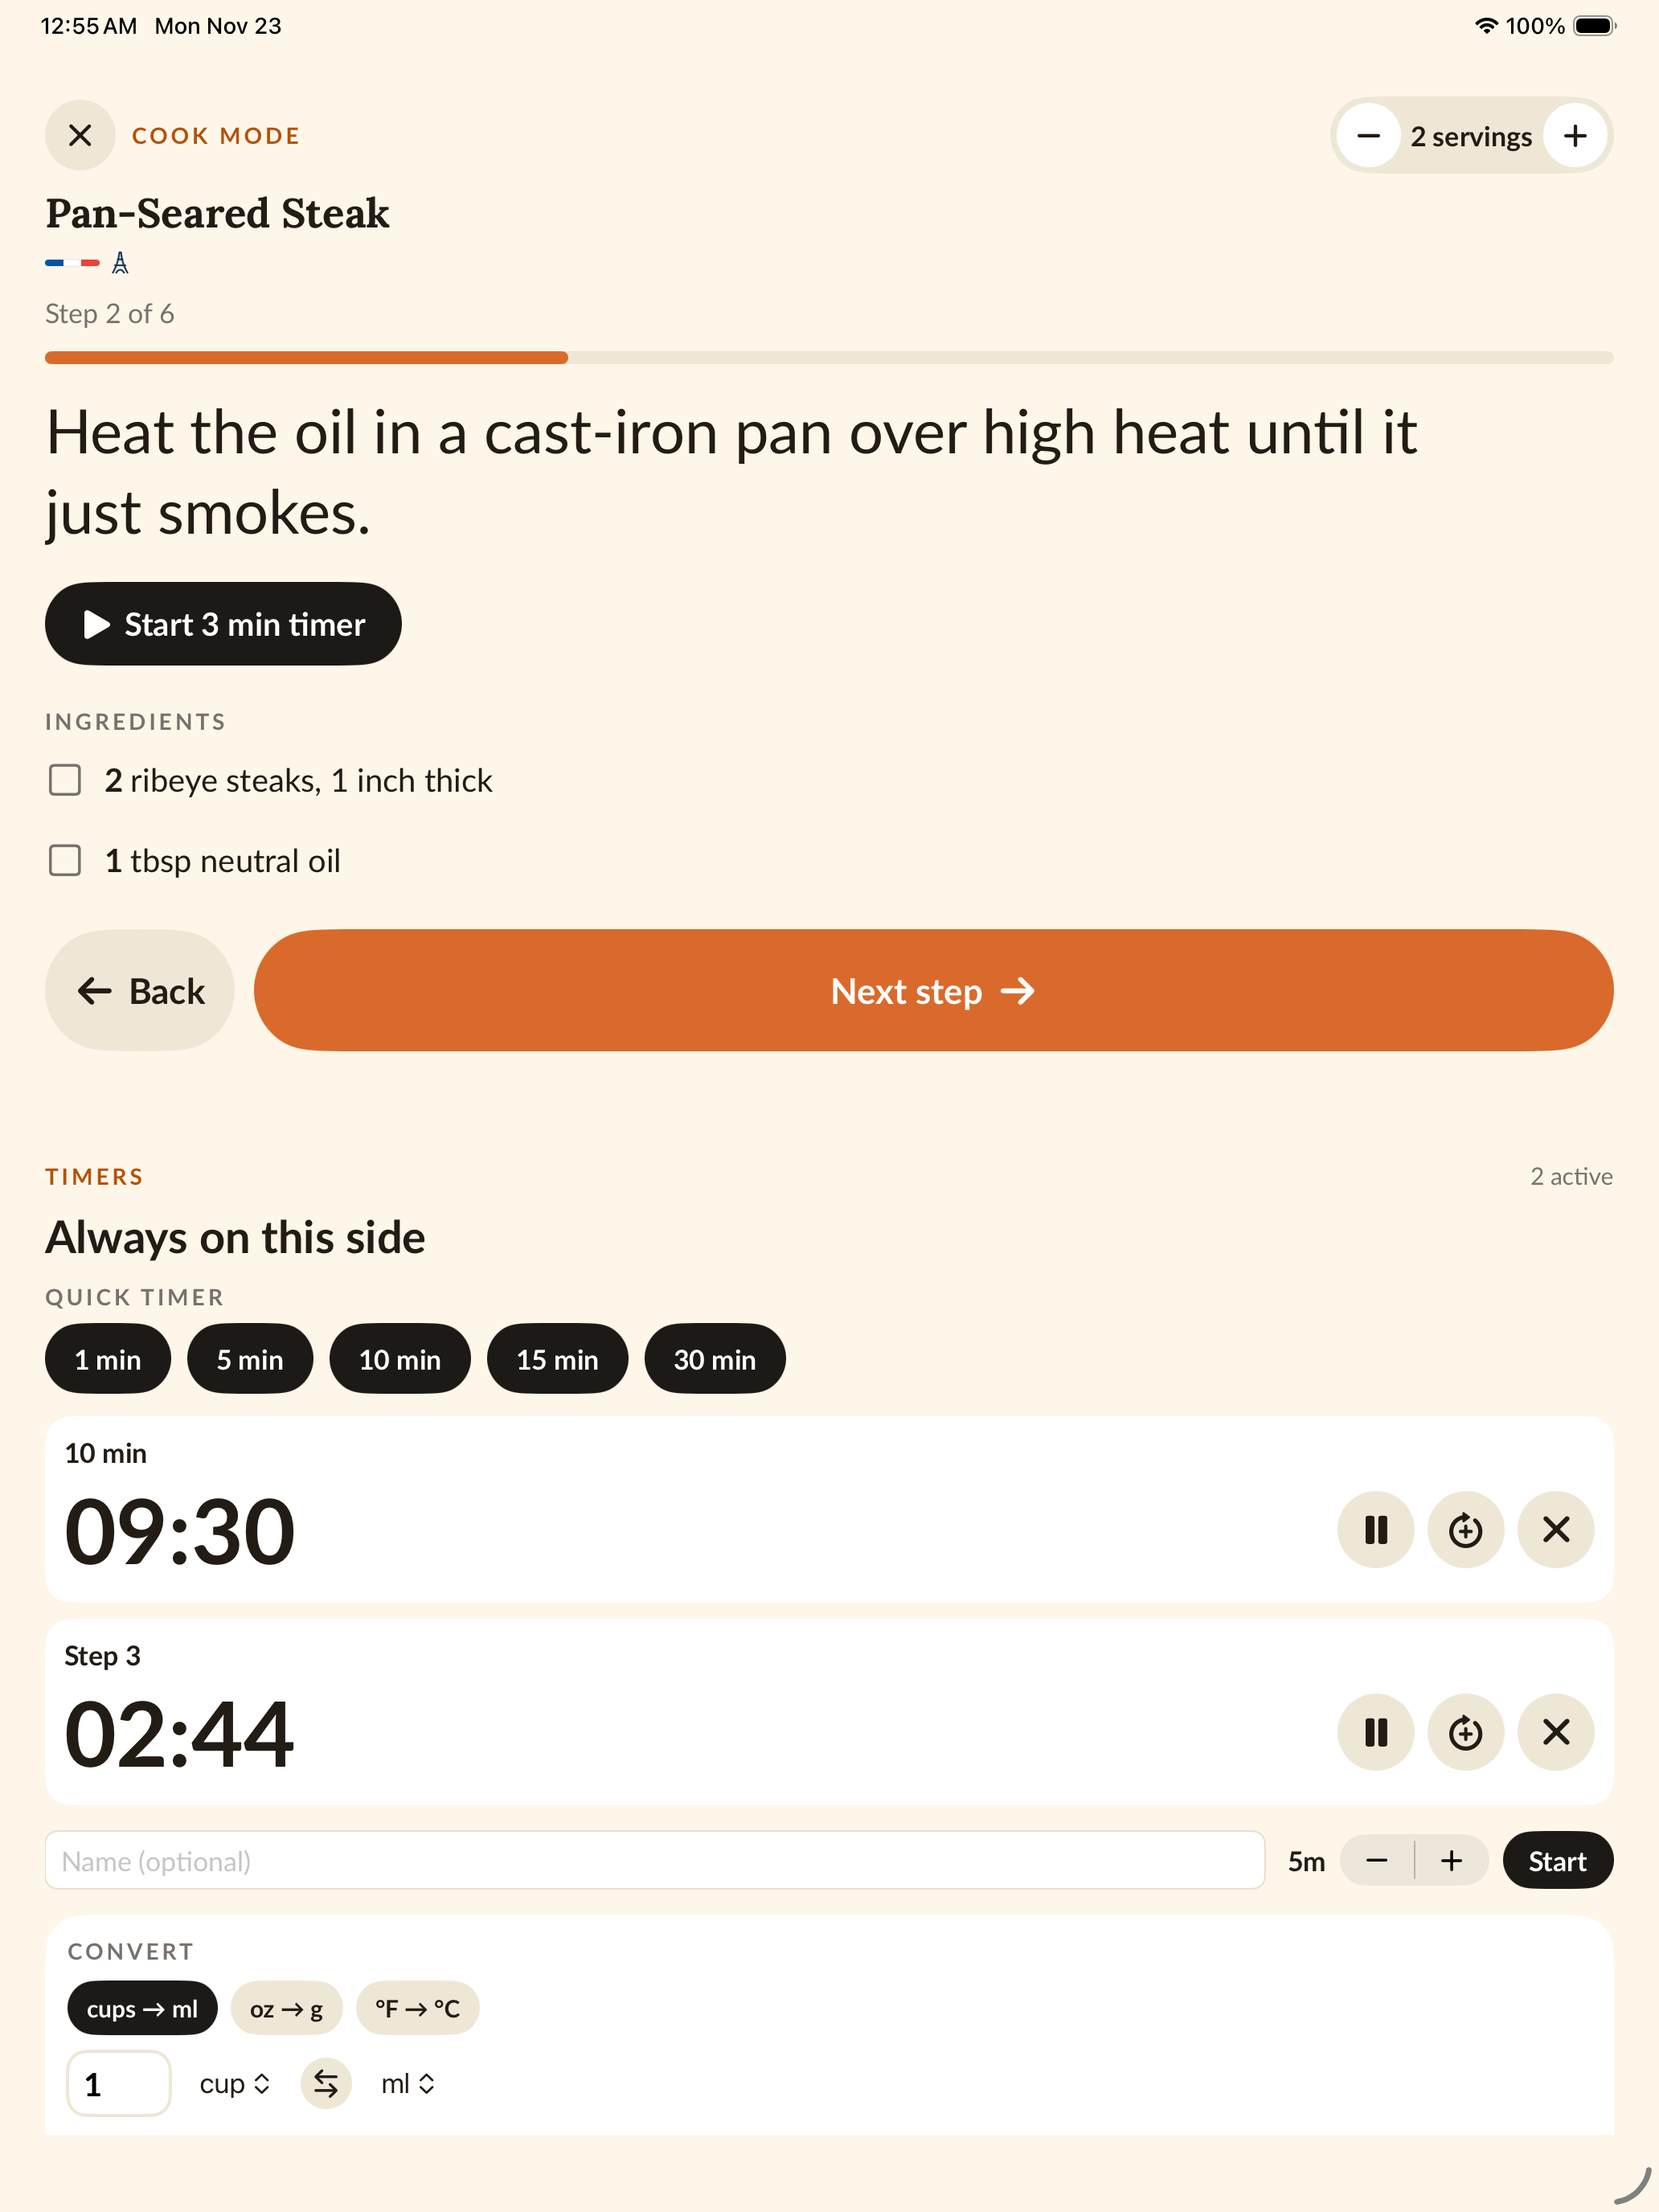 12:55 AM Mon Nov 23
100%
COOK MODE
2 servings
Pan-Seared Steak
Step 2 of 6
Heat the oil in a cast-iron pan over high heat until it
just smokes.
Start 3 min timer
INGREDIENTS
2 ribeye steaks, 1 inch thick
1 tbsp neutral oil
Back
Next step
TIMERS
2 active
Always on this side
QUICK TIMER
1 min
5 min
10 min
15 min
30 min
10 min
09:30
Step 3
02:44
Name (optional)
5m
Start
CONVERT
cups → ml
oz → g
°F → °C
1
cup
ml